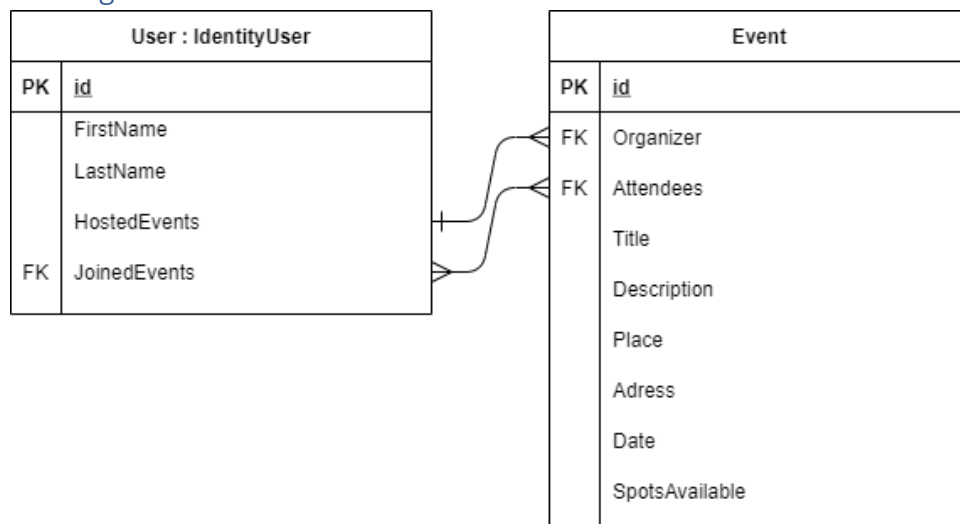 User : IdentityUser
PK id
FirstName
LastName
HostedEvents
FK JoinedEvents
Event
PK id
FK Organizer
FK Attendees
Title
Description
Place
Adress
Date
SpotsAvailable